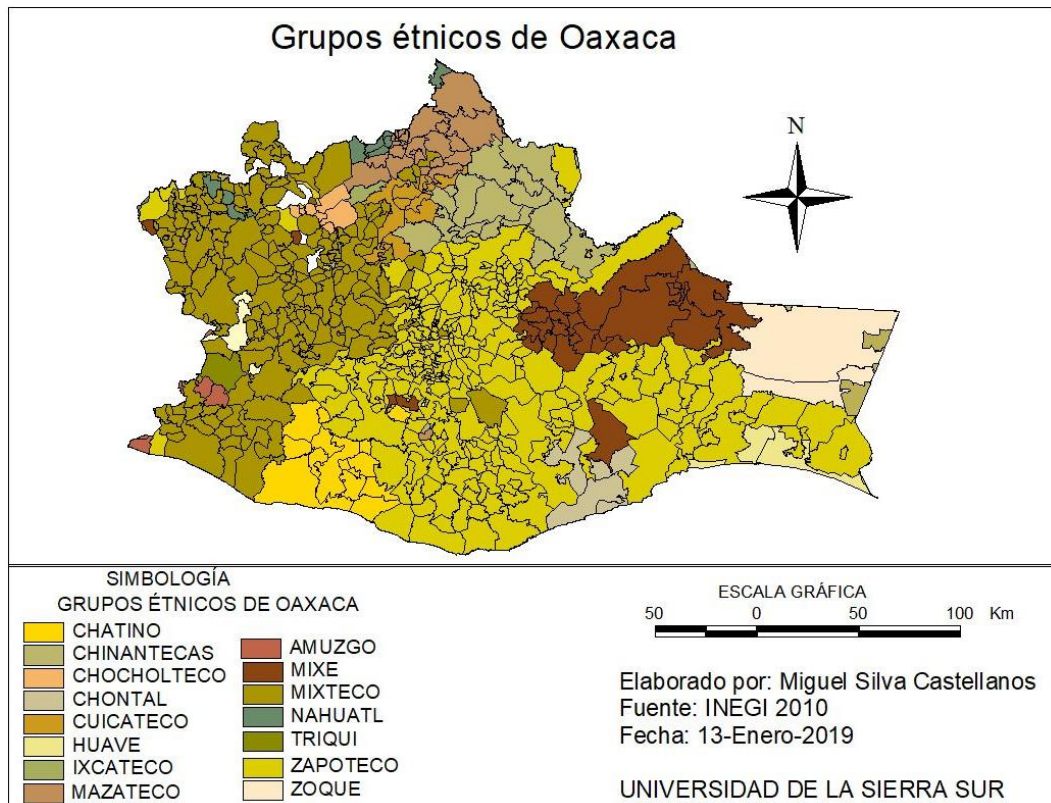 Grupos étnicos de Oaxaca
N
SIMBOLOGÍA
GRUPOS ÉTNICOS DE OAXACA
CHATINO
CHINANTECAS
CHOCHOLTECO
CHONTAL
CUICATECO
HUAVE
IXCATECO
MAZATECO
AMUZGO
MIXE
MIXTECO
NAHUATL
TRIQUI
ZAPOTECO
ZOQUE
ESCALA GRÁFICA
50 0 50 100 Km
Elaborado por: Miguel Silva Castellanos
Fuente: INEGI 2010
Fecha: 13-Enero-2019
UNIVERSIDAD DE LA SIERRA SUR